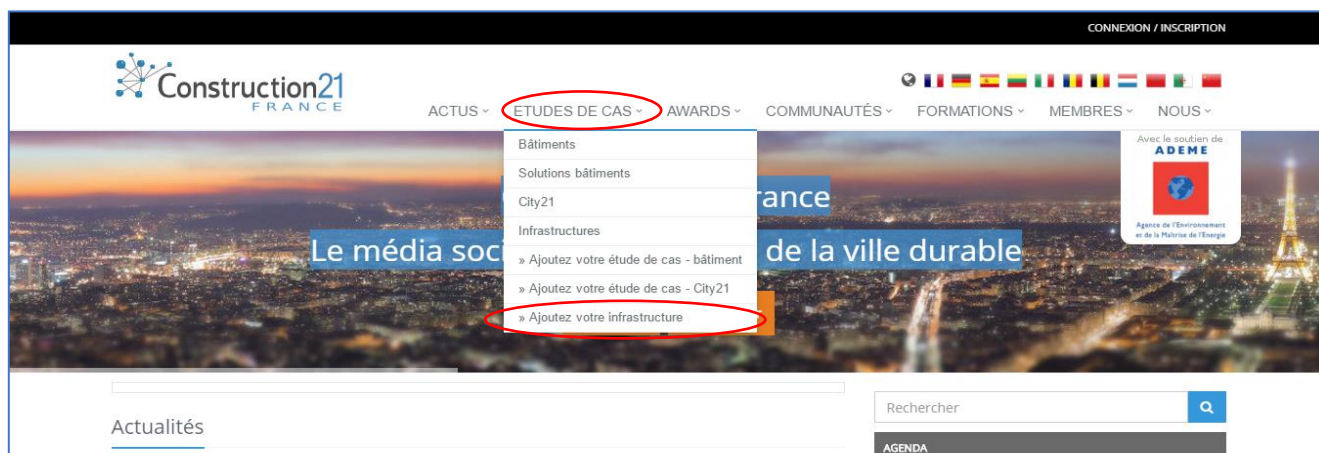 CONNEXION / INSCRIPTION
Construction21
FRANCE
ACTUS
ETUDES DE CAS
AWARDS
COMMUNAUTÉS
FORMATIONS
MEMBRES
NOUS
Bâtiments
Solutions bâtiments
City21
Infrastructures
» Ajoutez votre étude de cas - bâtiment
» Ajoutez votre étude de cas - City21
» Ajoutez votre infrastructure
Avec le soutien de
ADEME
Agence de l'Environnement
et de la Maîtrise de l'Energie
rance
Le média soc de la ville durable
Actualités
Rechercher
AGENDA